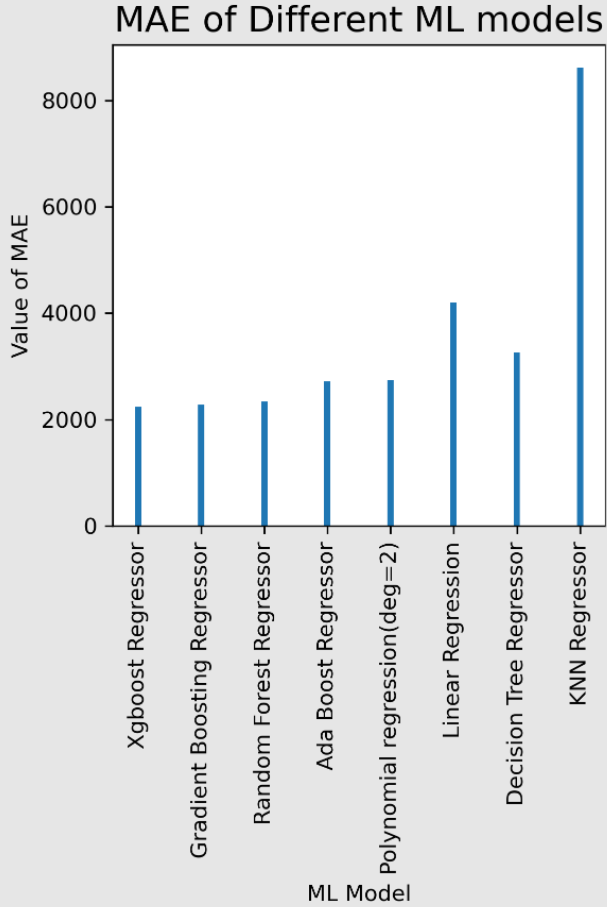 MAE of Different ML models
Value of MAE
8000
6000
4000
2000
0
Xgboost Regressor
Gradient Boosting Regressor
Random Forest Regressor
Ada Boost Regressor
Polynomial regression(deg=2)
Linear Regression
Decision Tree Regressor
KNN Regressor
ML Model